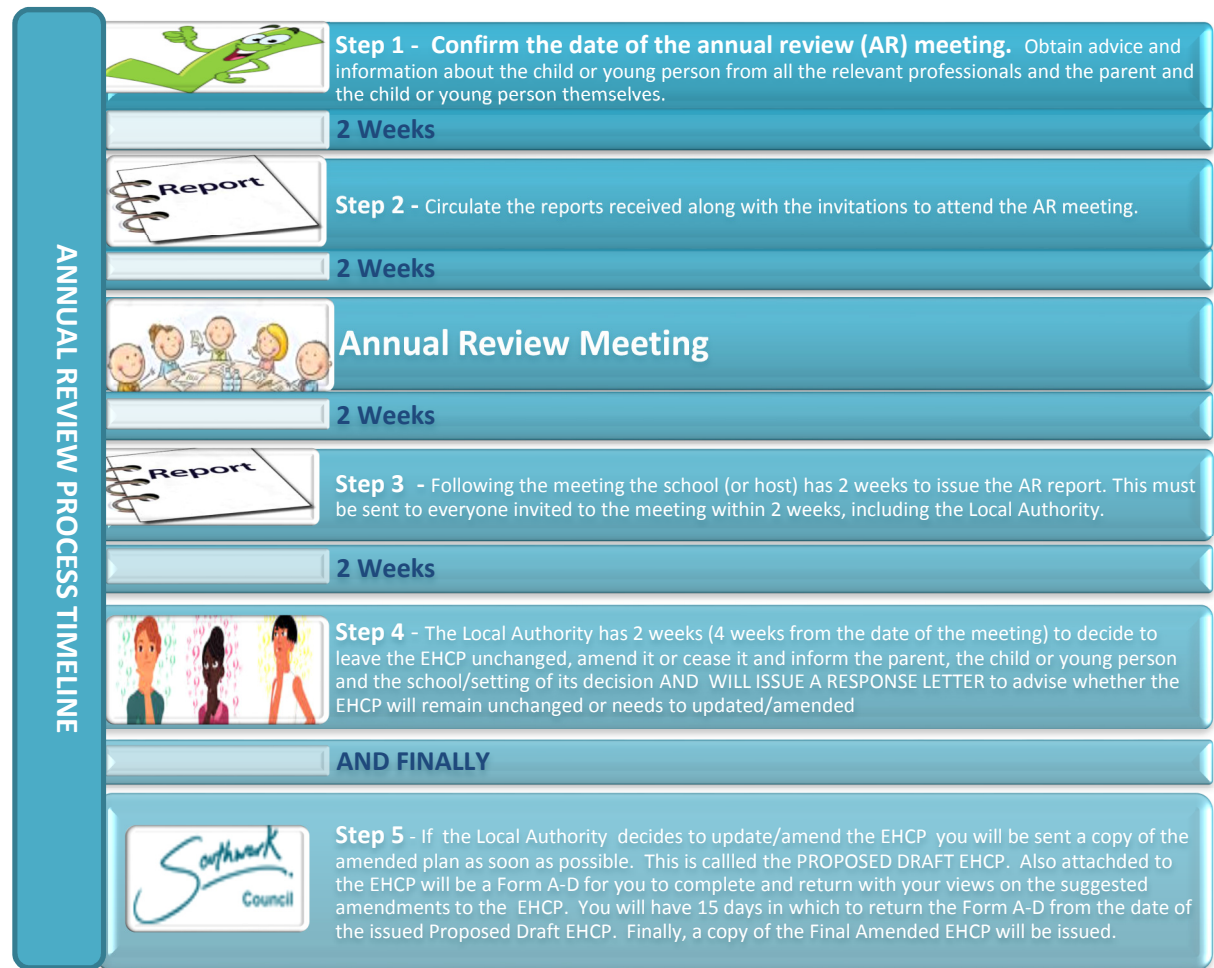 ANNUAL REVIEW PROCESS TIMELINE
Step 1 - Confirm the date of the annual review (AR) meeting. Obtain advice and
information about the child or young person from all the relevant professionals and the parent and
the child or young person themselves.
2 Weeks
Report
Step 2 - Circulate the reports received along with the invitations to attend the AR meeting.
2 Weeks
Annual Review Meeting
2 Weeks
Report
Step 3 - Following the meeting the school (or host) has 2 weeks to issue the AR report. This must
be sent to everyone invited to the meeting within 2 weeks, including the Local Authority.
2 Weeks
Step 4 - The Local Authority has 2 weeks (4 weeks from the date of the meeting) to decide to
leave the EHCP unchanged, amend it or cease it and inform the parent, the child or young person
and the school/setting of its decision AND WILL ISSUE A RESPONSE LETTER to advise whether the
EHCP will remain unchanged or needs to updated/amended
AND FINALLY
Southwark
Council
Step 5 - If the Local Authority decides to update/amend the EHCP you will be sent a copy of the
amended plan as soon as possible. This is callled the PROPOSED DRAFT EHCP. Also attachded to
the EHCP will be a Form A-D for you to complete and return with your views on the suggested
amendments to the EHCP. You will have 15 days in which to return the Form A-D from the date of
the issued Proposed Draft EHCP. Finally, a copy of the Final Amended EHCP will be issued.